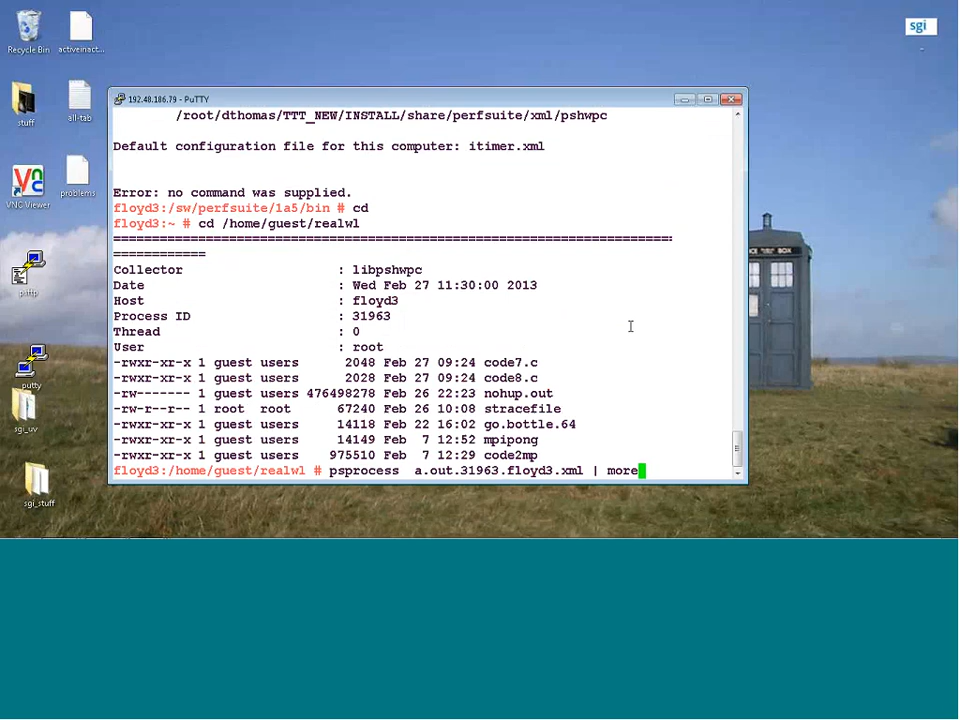 Recycle Bin
activeinact...
sgi
stuff
all-tab
VNC Viewer
problems
psftp
putty
sgi_uv
sgi_stuff
192.48.186.79 - PuTTY
/root/dthomas/TTT_NEW/INSTALL/share/perfsuite/xml/pshwpc
Default configuration file for this computer: itimer.xml
Error: no command was supplied.
floyd3:/sw/perfsuite/1a5/bin # cd
floyd3:~ # cd /home/guest/realwl
================================================================================
============
Collector : libpshwpc
Date : Wed Feb 27 11:30:00 2013
Host : floyd3
Process ID : 31963
Thread : 0
User : root
-rwxr-xr-x 1 guest users 2048 Feb 27 09:24 code7.c
-rwxr-xr-x 1 guest users 2028 Feb 27 09:24 code8.c
-rw------- 1 guest users 476498278 Feb 26 22:23 nohup.out
-rw-r--r-- 1 root root 67240 Feb 26 10:08 stracefile
-rwxr-xr-x 1 guest users 14118 Feb 22 16:02 go.bottle.64
-rwxr-xr-x 1 guest users 14149 Feb 7 12:52 mpipong
-rwxr-xr-x 1 guest users 975510 Feb 7 12:29 code2mp
floyd3:/home/guest/realwl # psprocess a.out.31963.floyd3.xml | more